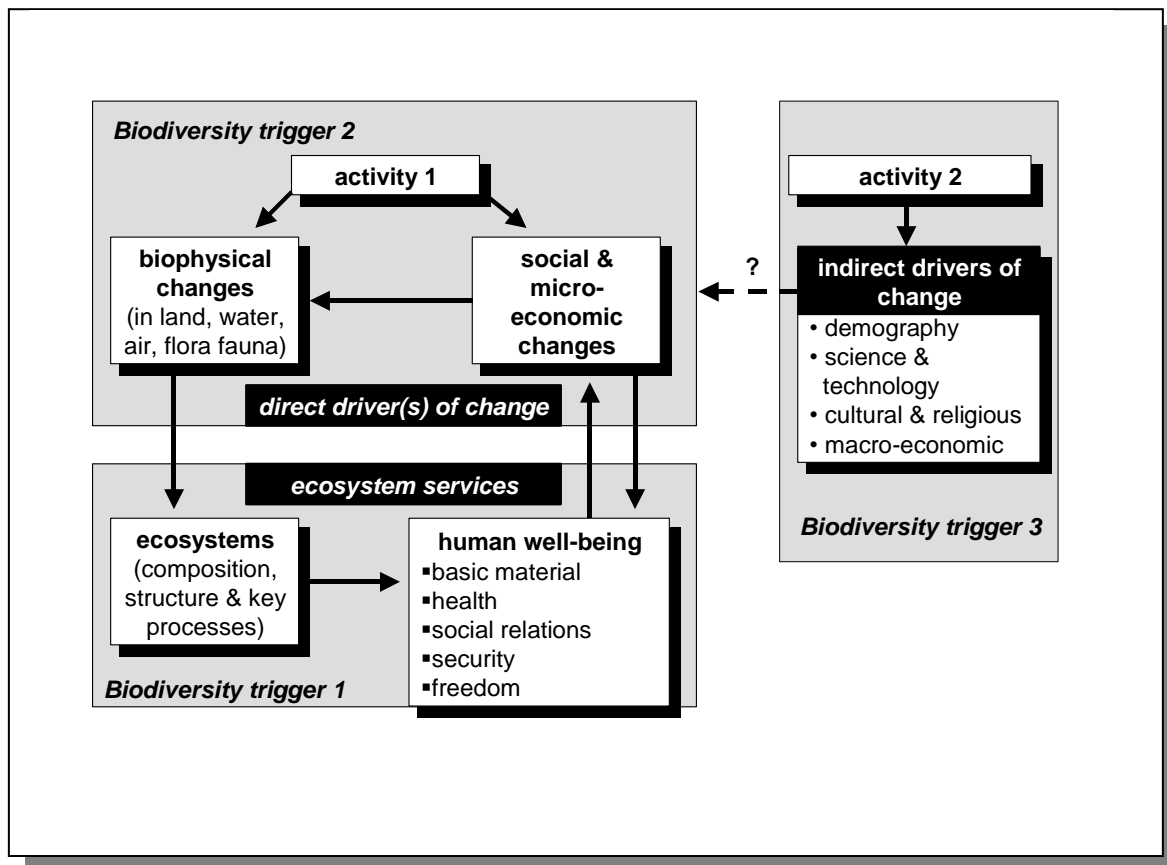 Biodiversity trigger 2
activity 1
biophysical
changes
(in land, water,
air, flora fauna)
social &
micro-
economic
changes
direct driver(s) of change
?
activity 2
indirect drivers of
change
• demography
• science &
technology
• cultural & religious
• macro-economic
Biodiversity trigger 3
ecosystem services
ecosystems
(composition,
structure & key
processes)
human well-being
▪basic material
▪health
▪social relations
▪security
▪freedom
Biodiversity trigger 1